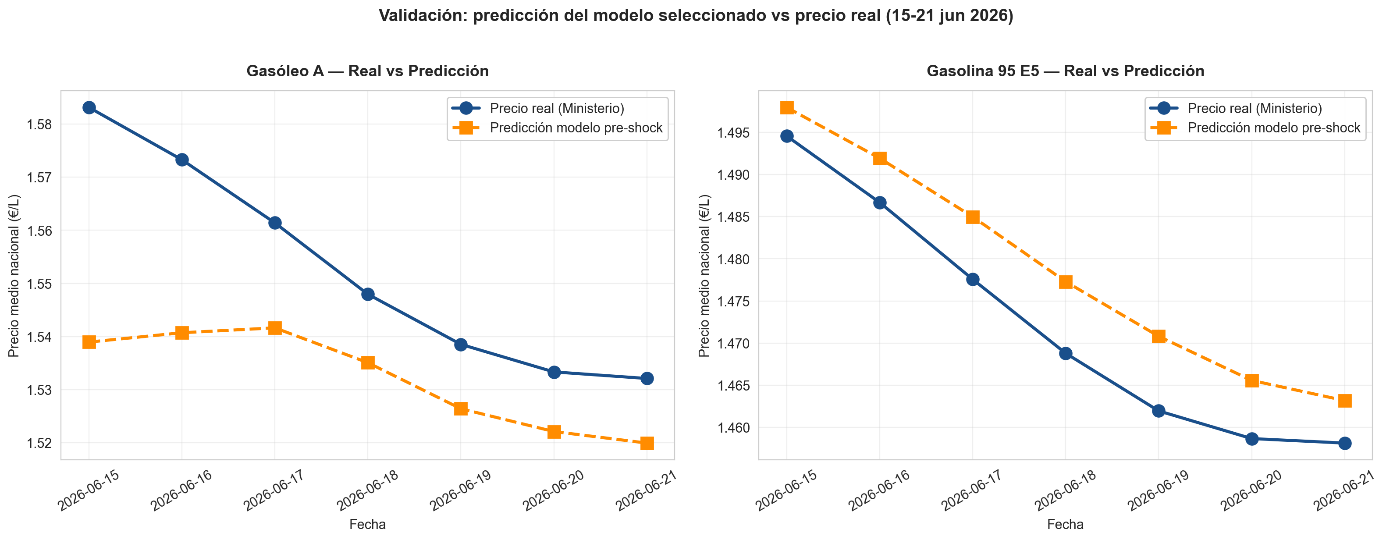 Validación: predicción del modelo seleccionado vs precio real (15-21 jun 2026)
Gasóleo A — Real vs Predicción
Precio real (Ministerio)
Predicción modelo pre-shock
Precio medio nacional (€/L)
1.58
1.57
1.56
1.55
1.54
1.53
1.52
2026-06-15
2026-06-16
2026-06-17
2026-06-18
2026-06-19
2026-06-20
2026-06-21
Fecha
Gasolina 95 E5 — Real vs Predicción
Precio real (Ministerio)
Predicción modelo pre-shock
Precio medio nacional (€/L)
1.495
1.490
1.485
1.480
1.475
1.470
1.465
1.460
2026-06-15
2026-06-16
2026-06-17
2026-06-18
2026-06-19
2026-06-20
2026-06-21
Fecha